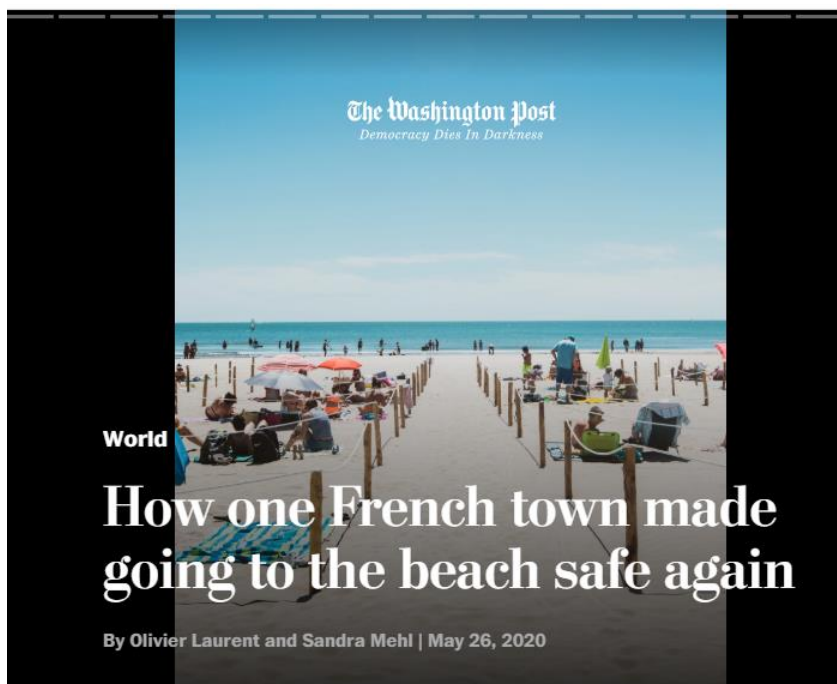 The Washington Post
Democracy Dies In Darkness
World
How one French town made
going to the beach safe again
By Olivier Laurent and Sandra Mehl | May 26, 2020